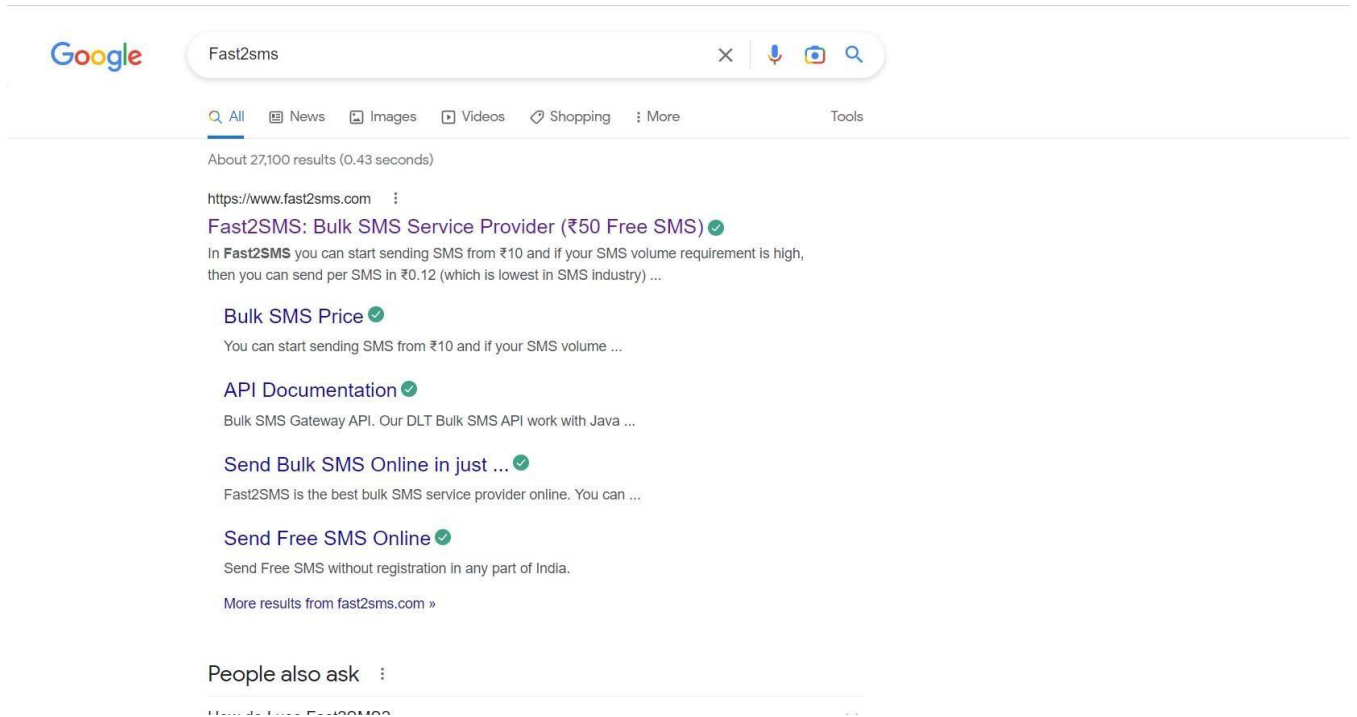 Google
Fast2sms
All News Images Videos Shopping More Tools
About 27,100 results (0.43 seconds)
https://www.fast2sms.com
Fast2SMS: Bulk SMS Service Provider (₹50 Free SMS)
In Fast2SMS you can start sending SMS from ₹10 and if your SMS volume requirement is high,
then you can send per SMS in ₹0.12 (which is lowest in SMS industry) ...
Bulk SMS Price
You can start sending SMS from ₹10 and if your SMS volume ...
API Documentation
Bulk SMS Gateway API. Our DLT Bulk SMS API work with Java ...
Send Bulk SMS Online in just ...
Fast2SMS is the best bulk SMS service provider online. You can ...
Send Free SMS Online
Send Free SMS without registration in any part of India.
More results from fast2sms.com »
People also ask
How do I use Fast2SMS?